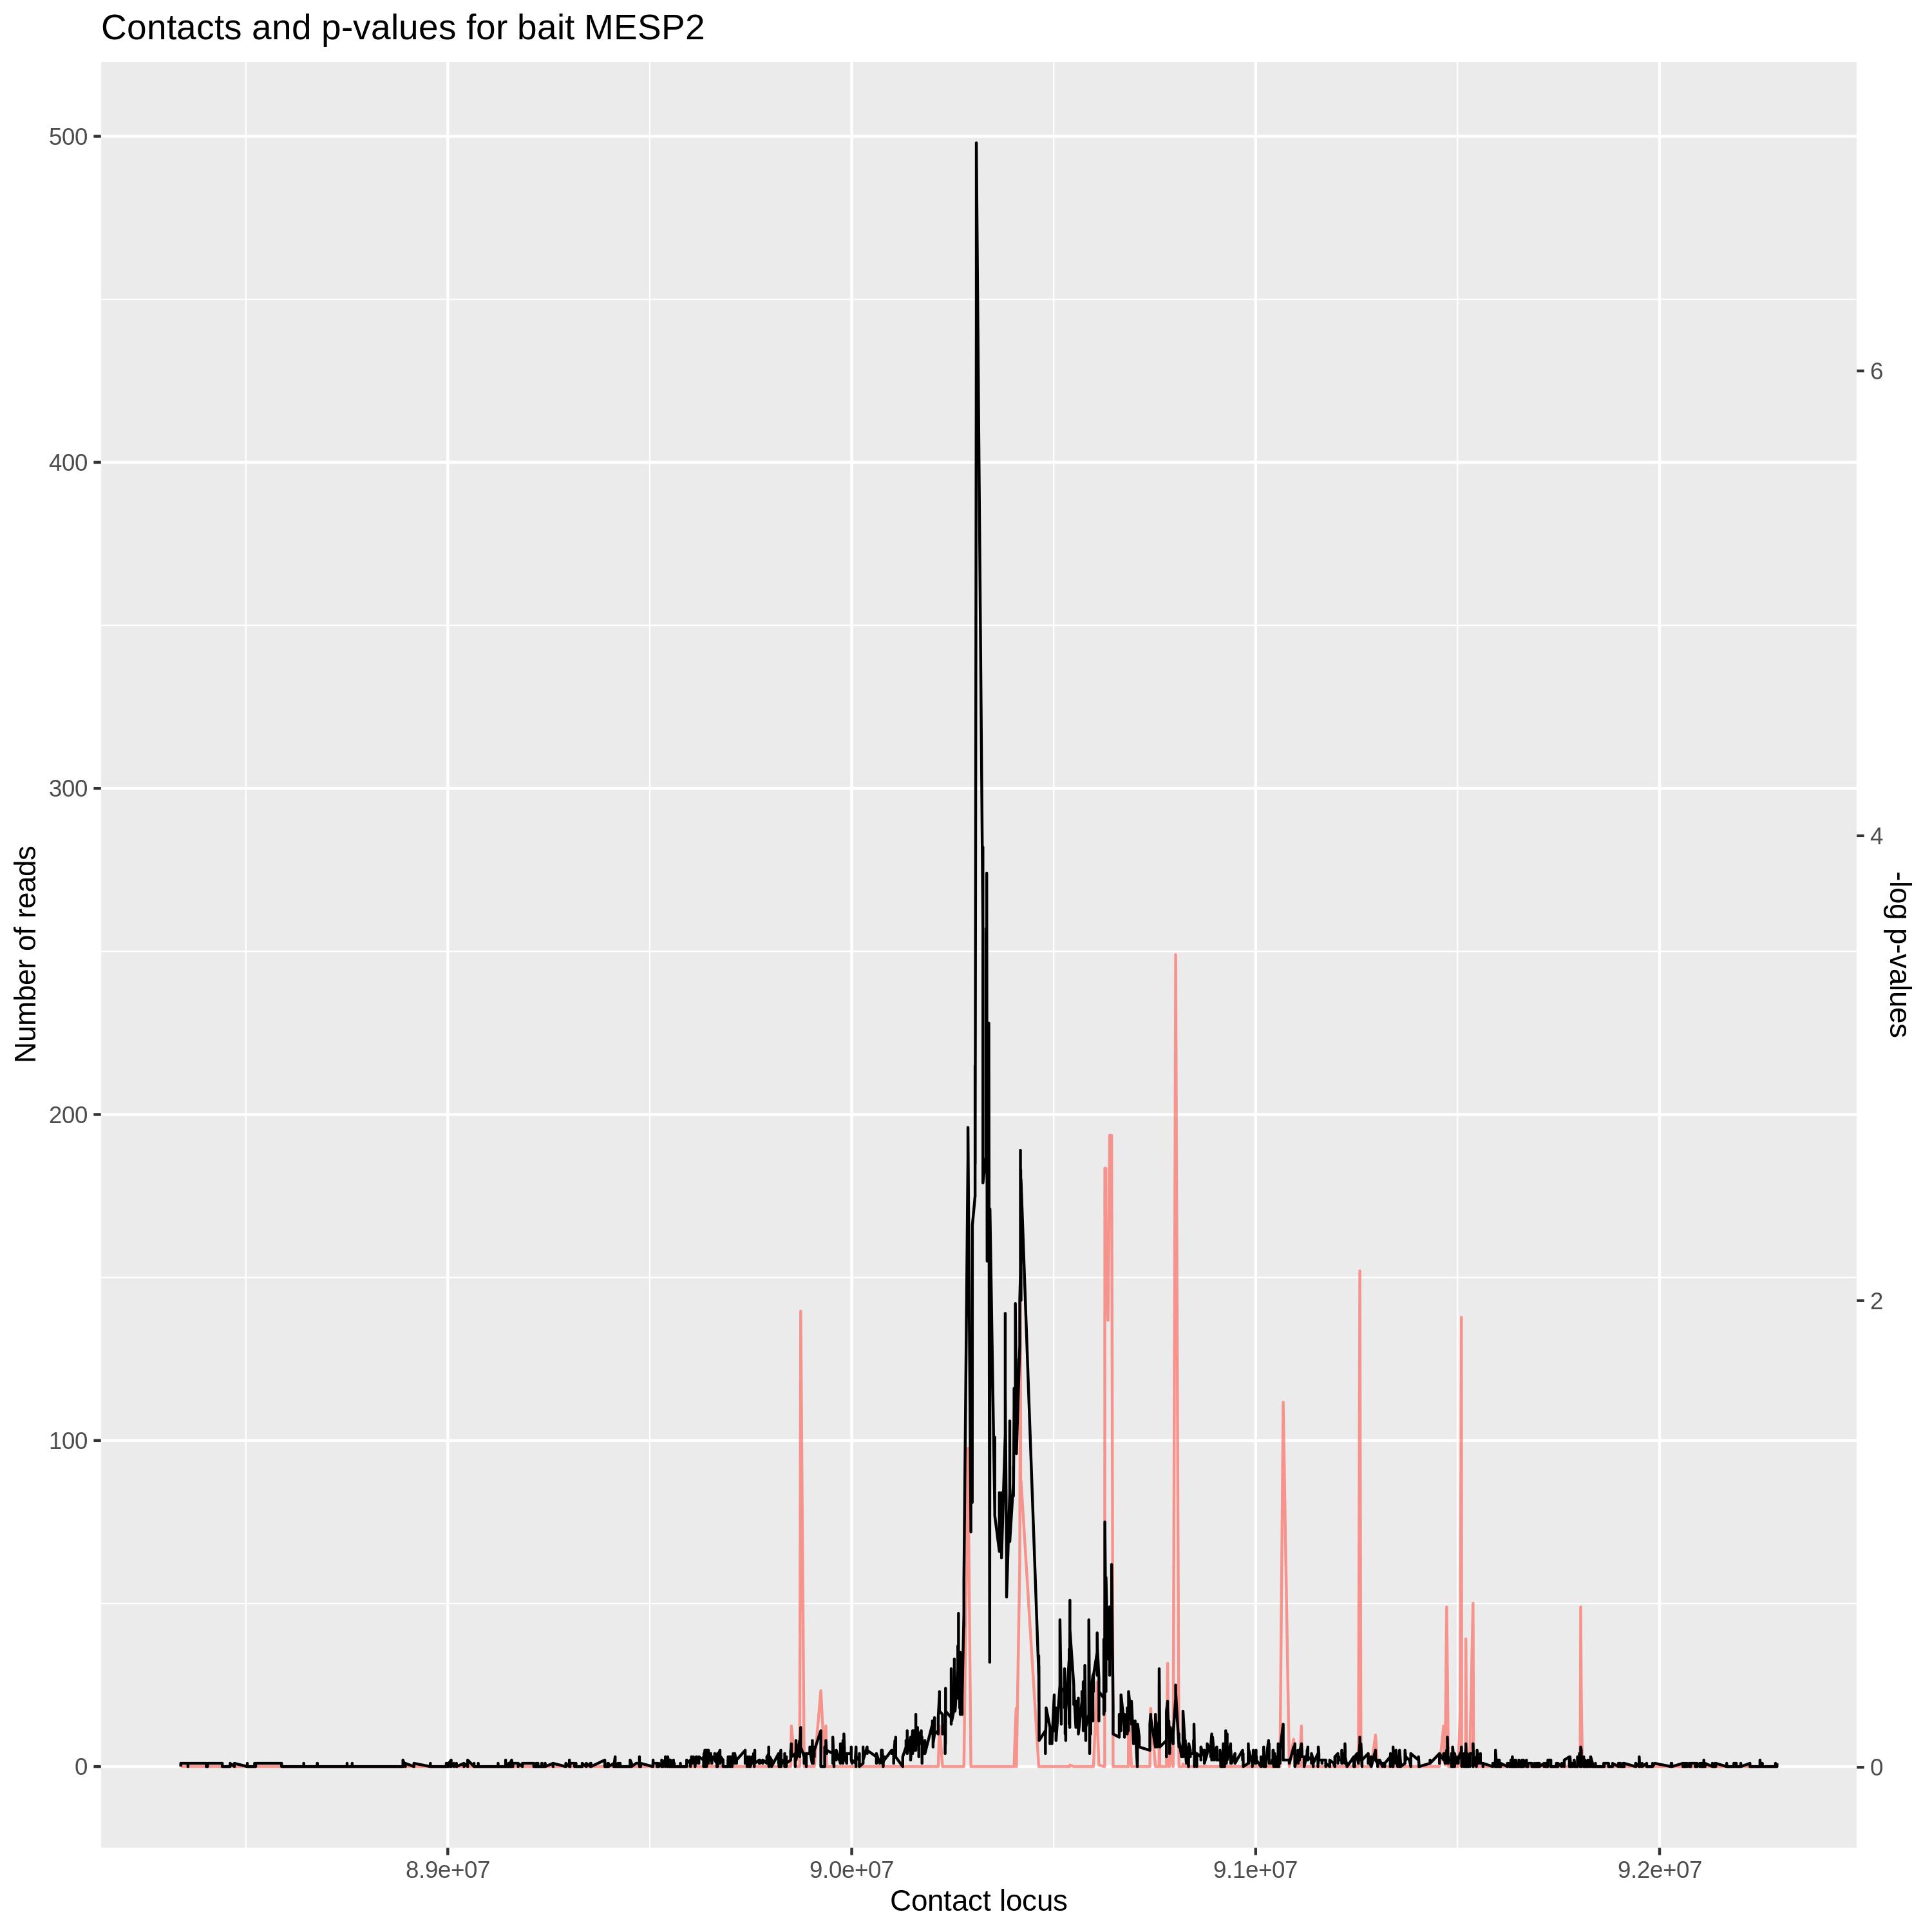 Contacts and p-values for bait MESP2
500
400
300
200
100
0
Number of reads
6
4
2
0
-log p-values
8.9e+07
9.0e+07
9.1e+07
9.2e+07
Contact locus